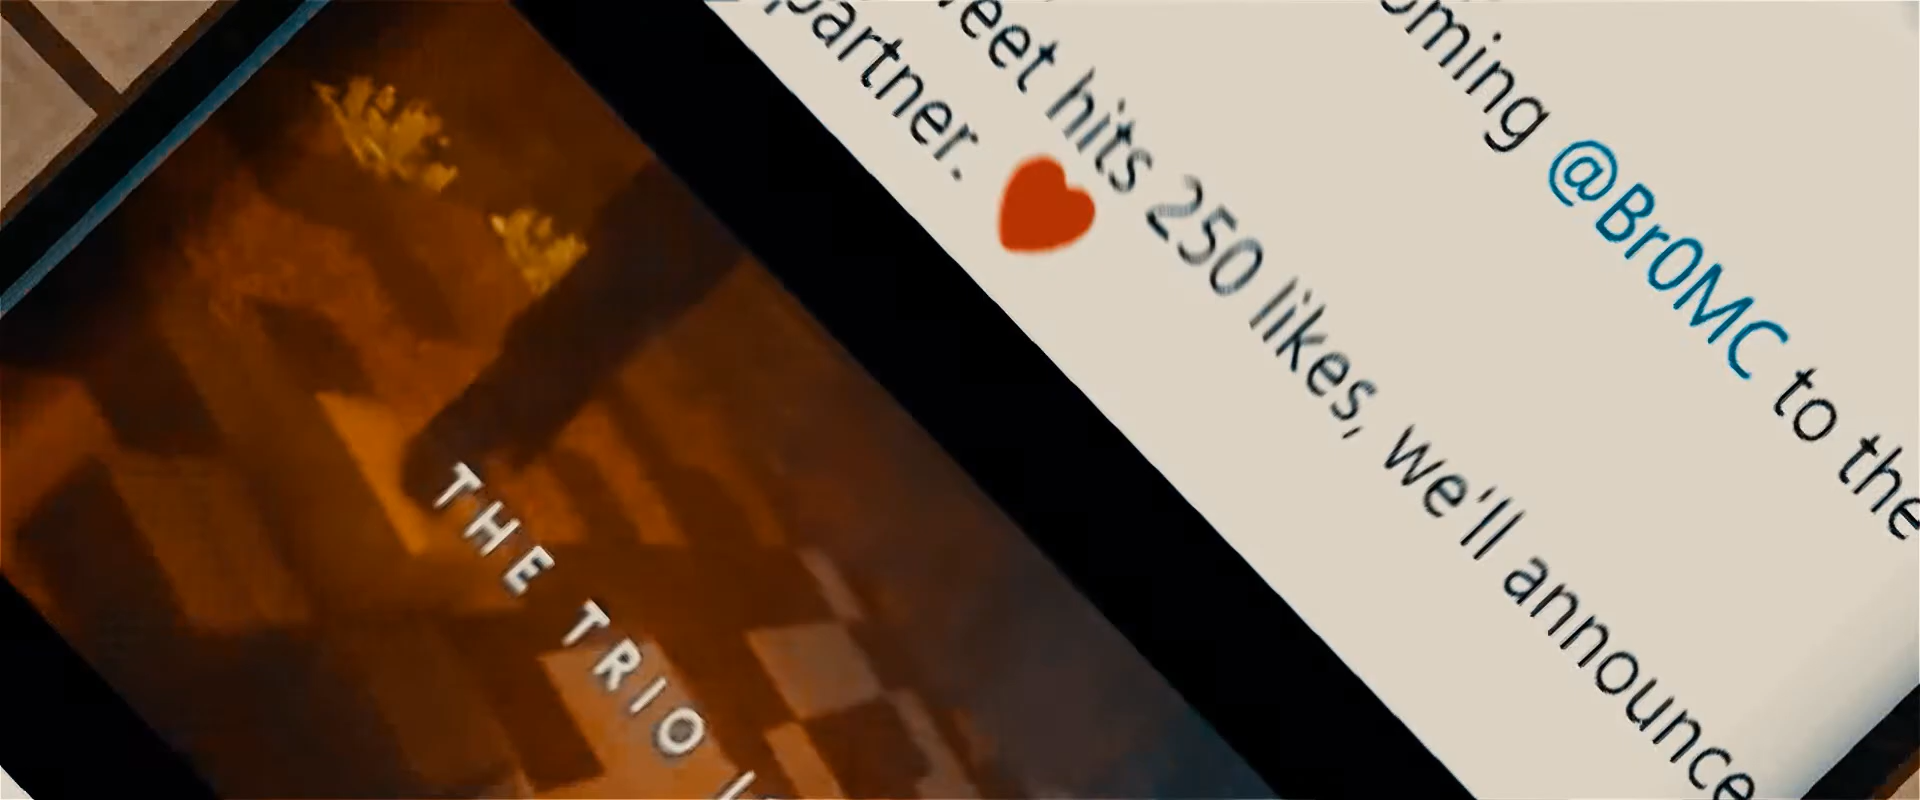 oming @Br0MC to the
eet hits 250 likes, we'll announce
partner. ❤️
THE TRIO